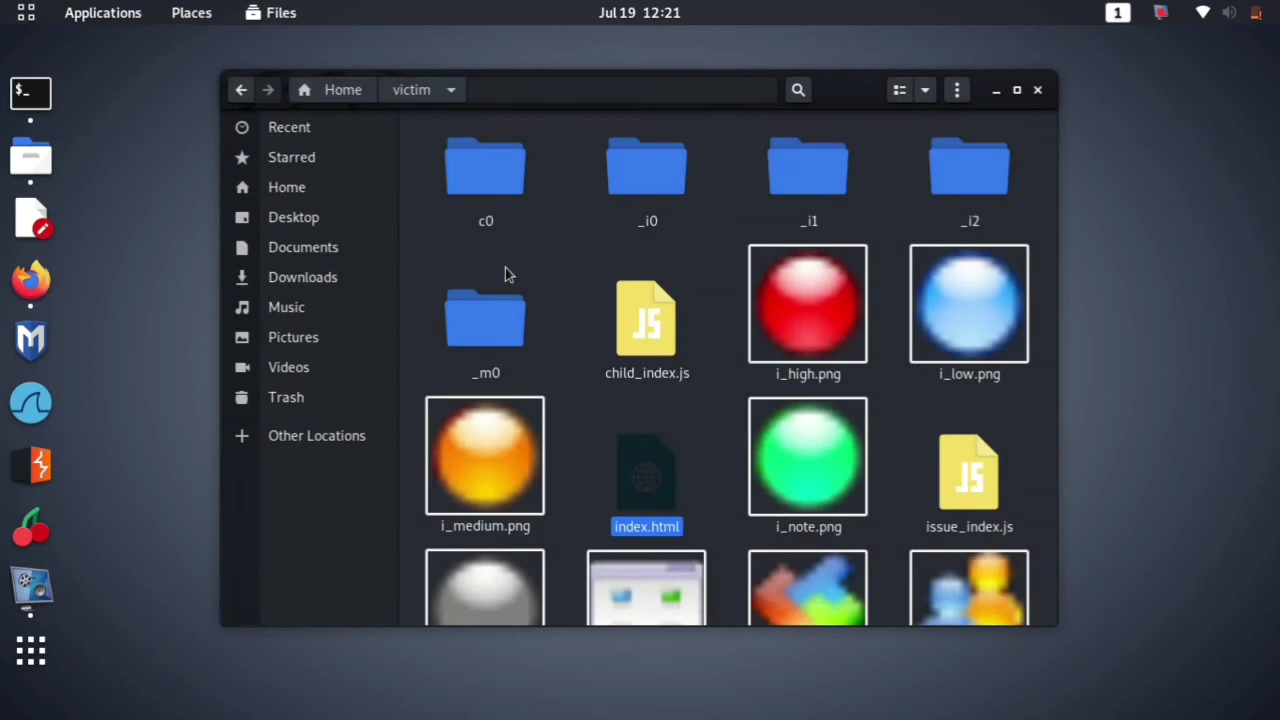 Applications Places Files Jul 19 12:21 1
$_
Home victim
Recent
Starred
Home
Desktop
Documents
Downloads
Music
Pictures
Videos
Trash
Other Locations
c0 _i0 _i1 _i2
JS
_m0 child_index.js i_high.png i_low.png
JS
i_medium.png index.html i_note.png issue_index.js